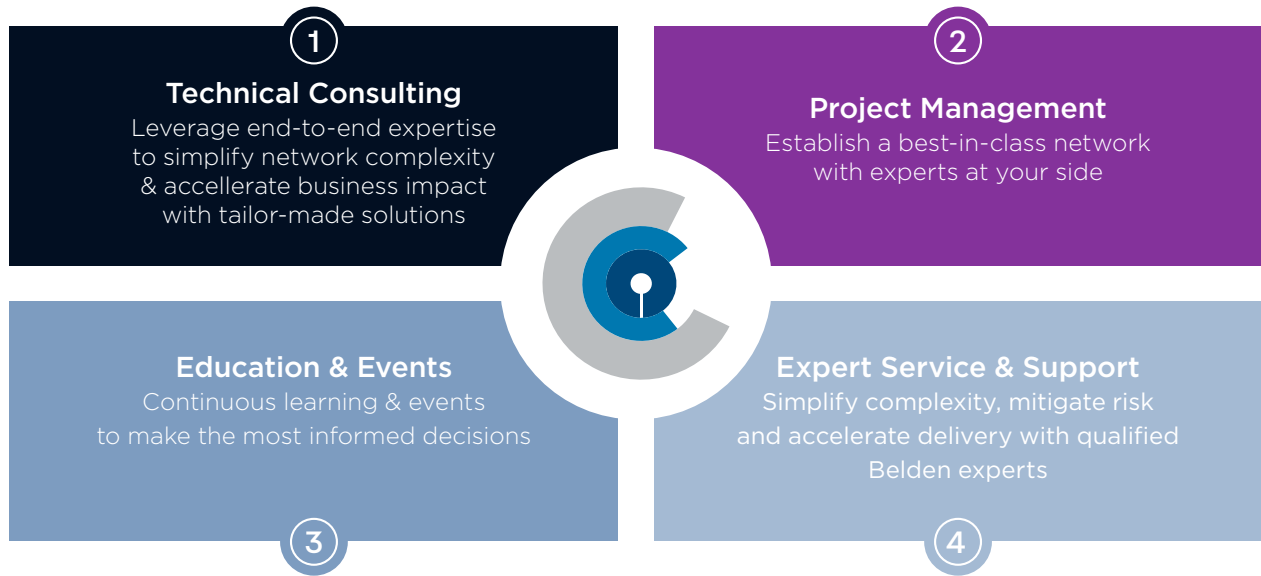 1
Technical Consulting
Leverage end-to-end expertise
to simplify network complexity
& accellerate business impact
with tailor-made solutions
2
Project Management
Establish a best-in-class network
with experts at your side
Education & Events
Continuous learning & events
to make the most informed decisions
3
Expert Service & Support
Simplify complexity, mitigate risk
and accelerate delivery with qualified
Belden experts
4